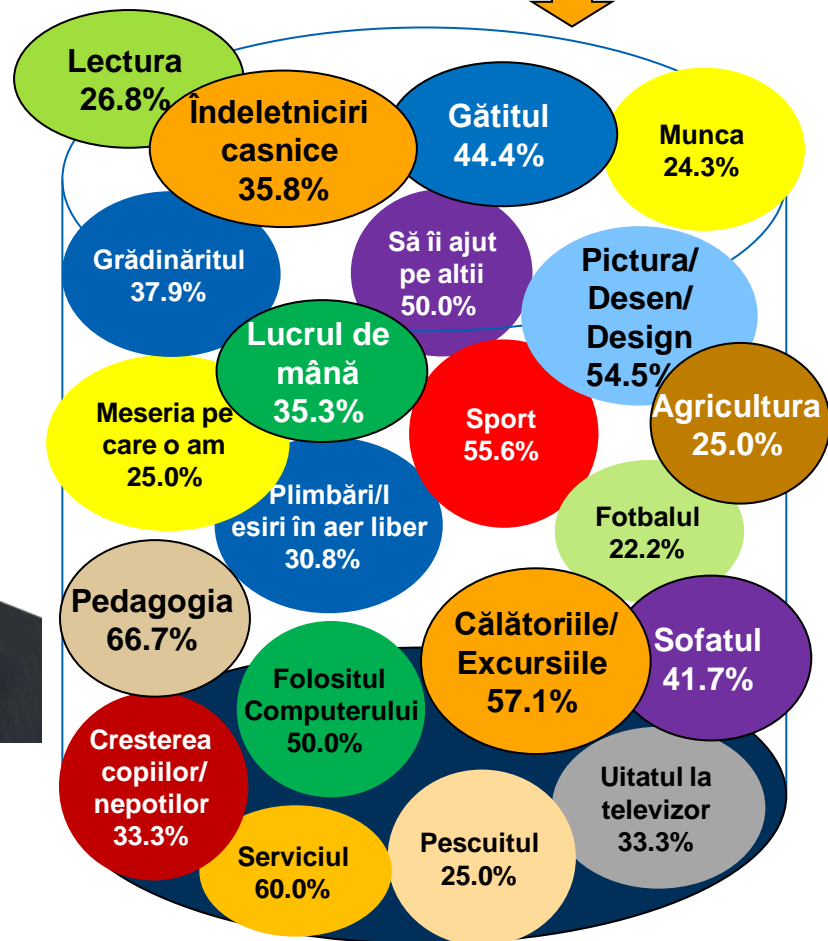 Lectura
26.8%
Îndeletniciri
casnice
35.8%
Gătitul
44.4%
Munca
24.3%
Grădinăritul
37.9%
Să îi ajut
pe altii
50.0%
Pictura/
Desen/
Design
54.5%
Lucrul de
mână
35.3%
Meseria pe
care o am
25.0%
Sport
55.6%
Agricultura
25.0%
Plimbări/I
esiri în aer liber
30.8%
Fotbalul
22.2%
Pedagogia
66.7%
Călătoriile/
Excursiile
57.1%
Sofatul
41.7%
Folositul
Computerului
50.0%
Cresterea
copiilor/
nepotilor
33.3%
Uitatul la
televizor
33.3%
Serviciul
60.0%
Pescuitul
25.0%